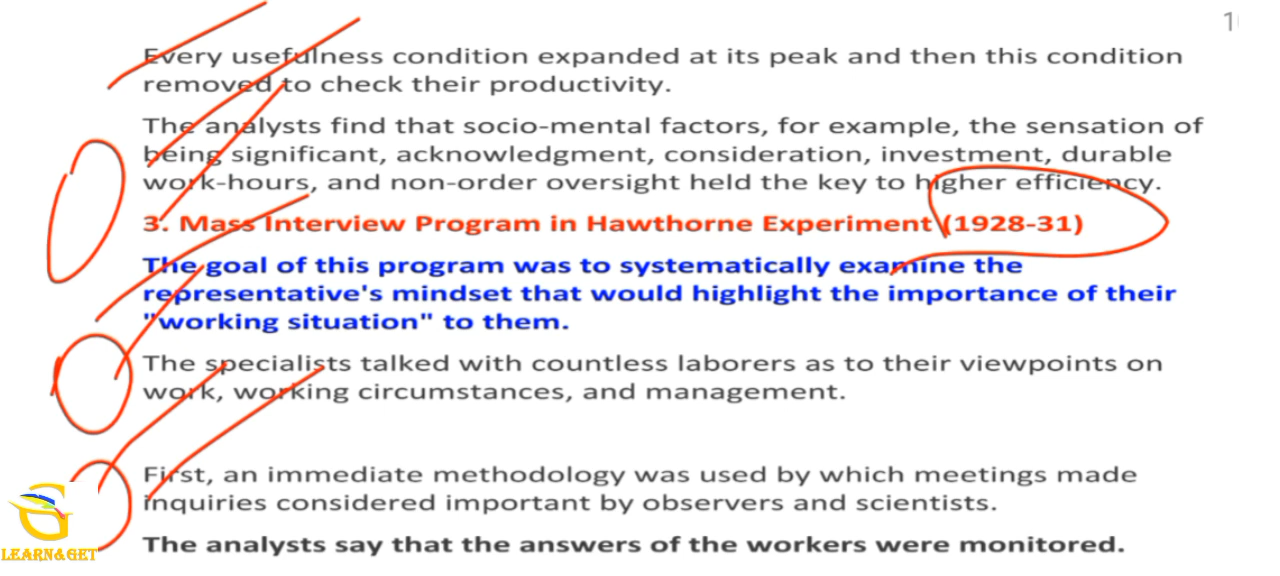 1
Every usefulness condition expanded at its peak and then this condition
removed to check their productivity.
The analysts find that socio-mental factors, for example, the sensation of
being significant, acknowledgment, consideration, investment, durable
work-hours, and non-order oversight held the key to higher efficiency.
3. Mass Interview Program in Hawthorne Experiment (1928-31)
The goal of this program was to systematically examine the
representative's mindset that would highlight the importance of their
"working situation" to them.
The specialists talked with countless laborers as to their viewpoints on
work, working circumstances, and management.
First, an immediate methodology was used by which meetings made
inquiries considered important by observers and scientists.
The analysts say that the answers of the workers were monitored.
LEARN&GET